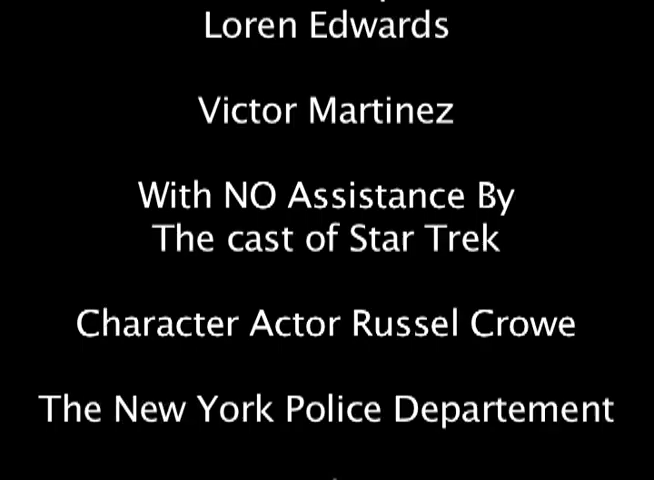 Loren Edwards
Victor Martinez
With NO Assistance By
The cast of Star Trek
Character Actor Russel Crowe
The New York Police Departement